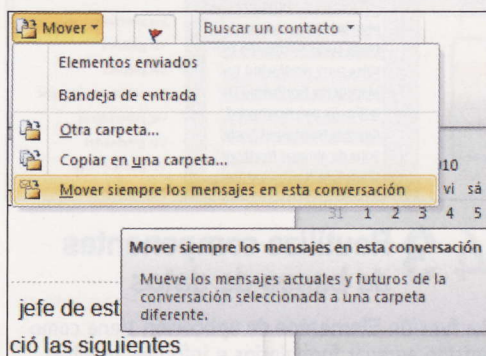 Mover
Buscar un contacto
Elementos enviados
Bandeja de entrada
Otra carpeta...
Copiar en una carpeta...
10
Mover siempre los mensajes en esta conversación
vi sá
31 1 2 3 4 5
Mover siempre los mensajes en esta conversación
Mueve los mensajes actuales y futuros de la
conversación seleccionada a una carpeta
diferente.
jefe de est
ció las siguientes